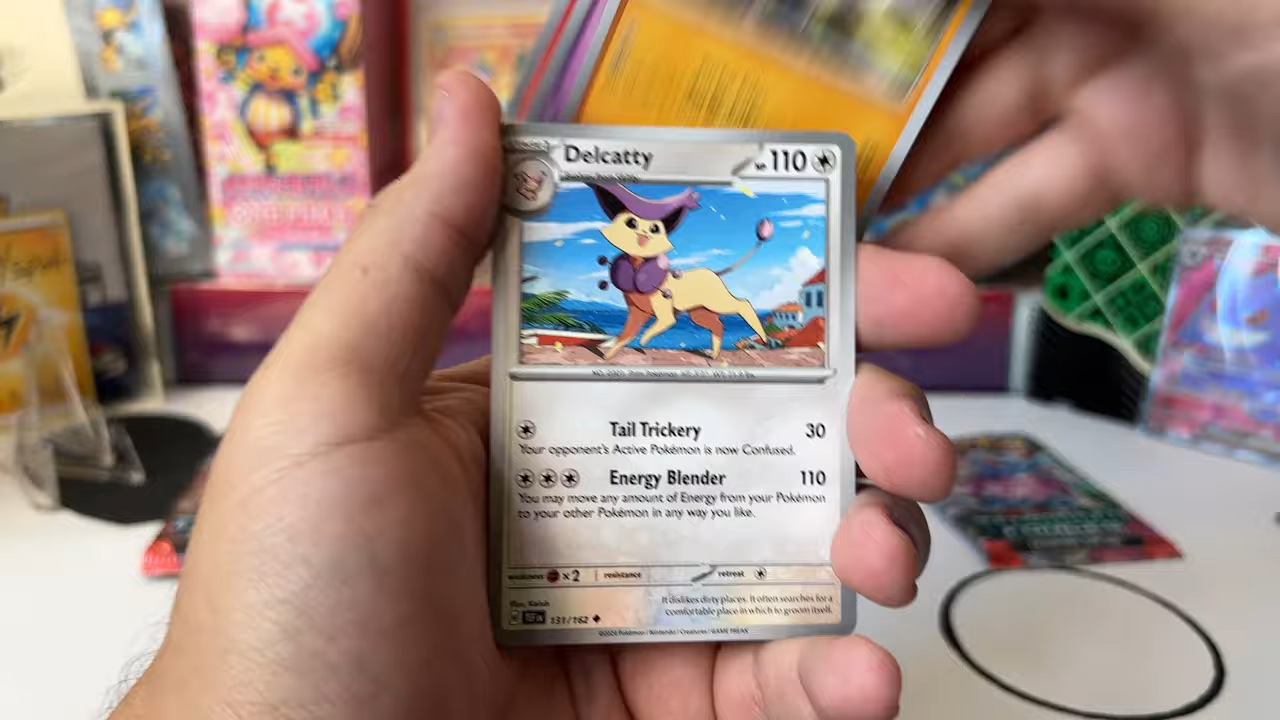 Delcatty
HP 110
Tail Trickery 30
Your opponent's Active Pokémon is now Confused.
Energy Blender 110
You may move any amount of Energy from your Pokémon
to your other Pokémon in any way you like.
weakness ×2 resistance retreat
It dislikes dirty places. It often searches for a
comfortable place in which to groom itself.
131/162
©2024 Pokémon / Nintendo / Creatures / GAME FREAK